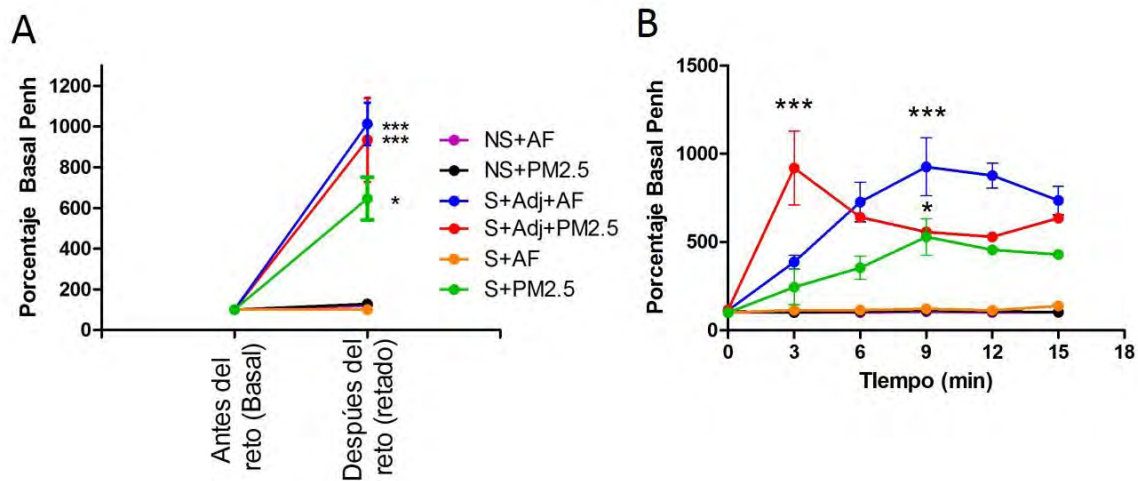 A
Porcentaje Basal Penh
1200
1000
800
600
400
200
0
***
***
*
Antes del
reto (Basal)
Despúes del
reto (retado)
NS+AF
NS+PM2.5
S+Adj+AF
S+Adj+PM2.5
S+AF
S+PM2.5
B
Porcentaje Basal Penh
1500
1000
500
0
***
***
*
0 3 6 9 12 15 18
TIempo (min)